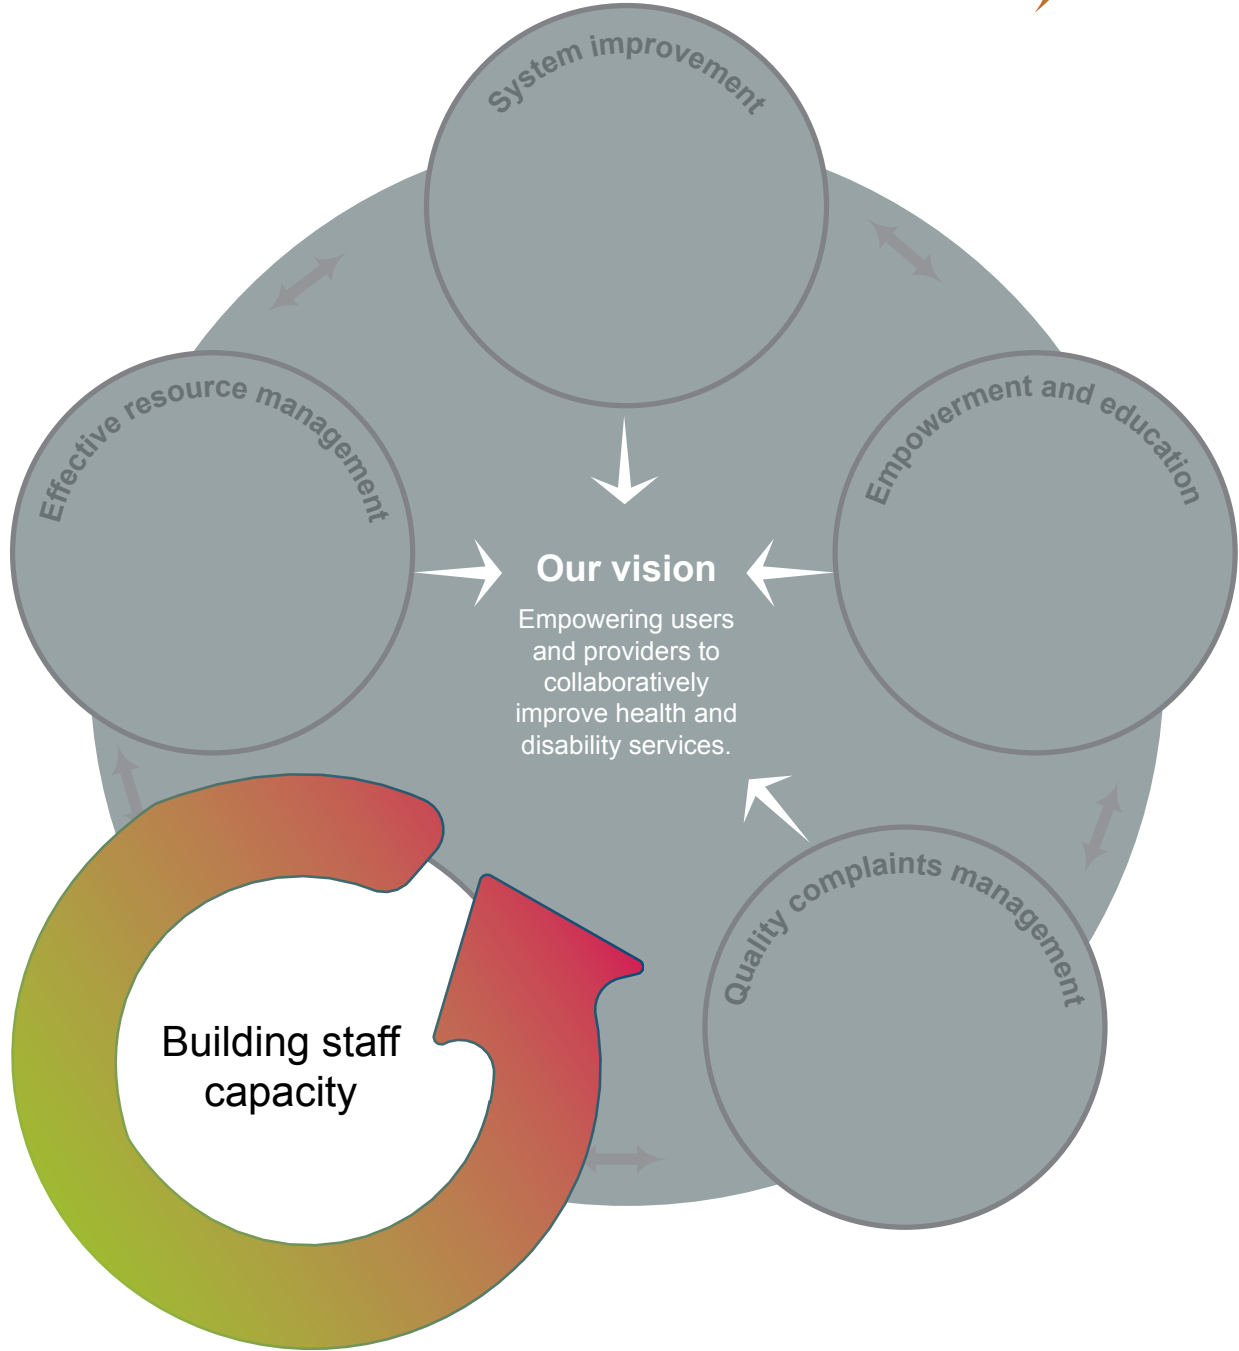 System improvement
Effective resource management
Empowerment and education
Our vision
Empowering users
and providers to
collaboratively
improve health and
disability services.
Quality complaints management
Building staff
capacity